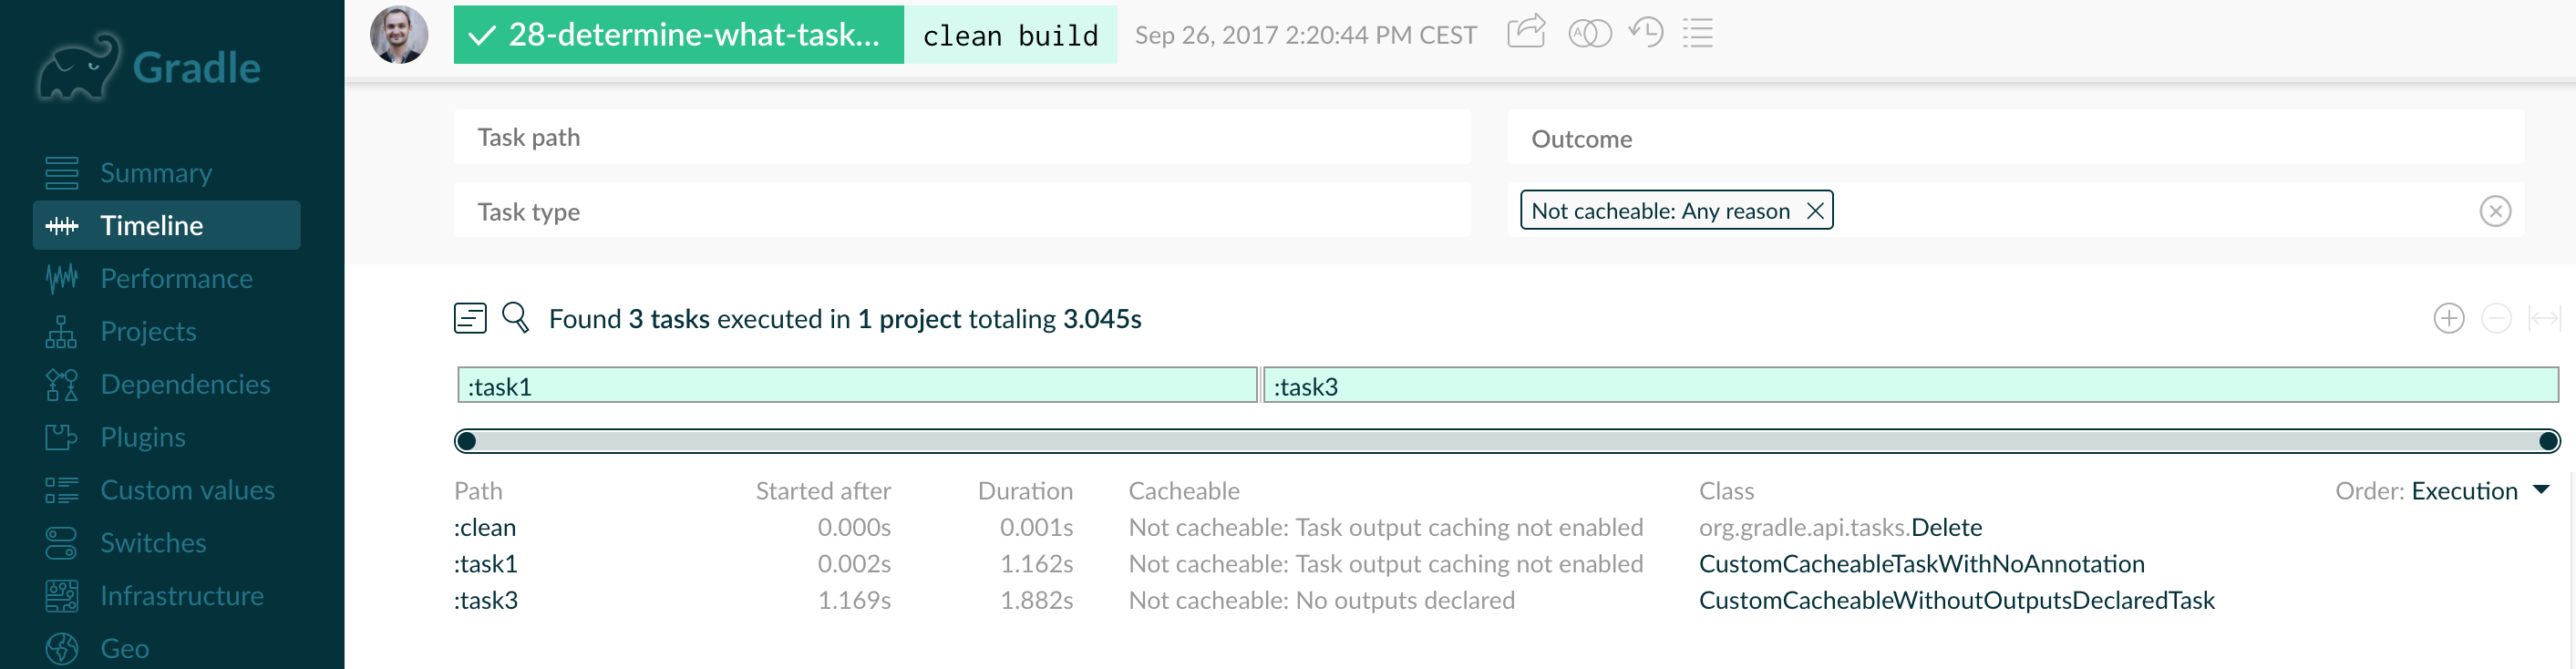 Gradle
28-determine-what-task... clean build Sep 26, 2017 2:20:44 PM CEST
Summary
Timeline
Performance
Projects
Dependencies
Plugins
Custom values
Switches
Infrastructure
Geo
Task path
Outcome
Task type
Not cacheable: Any reason
Found 3 tasks executed in 1 project totaling 3.045s
:task1 :task3
Path Started after Duration Cacheable Class Order: Execution
:clean 0.000s 0.001s Not cacheable: Task output caching not enabled org.gradle.api.tasks.Delete
:task1 0.002s 1.162s Not cacheable: Task output caching not enabled CustomCacheableTaskWithNoAnnotation
:task3 1.169s 1.882s Not cacheable: No outputs declared CustomCacheableWithoutOutputsDeclaredTask